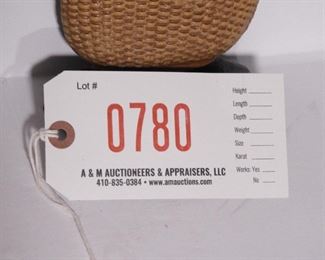 Lot #
0780
A & M AUCTIONEERS & APPRAISERS, LLC
410-835-0384 • www.amauctions.com
Height
Length
Depth
Weight
Size
Karat
Works: Yes
No